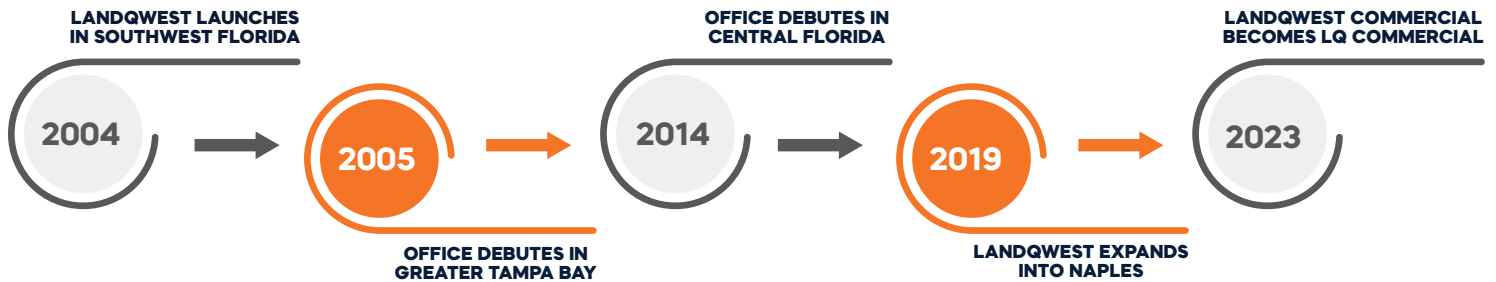 LANDQWEST LAUNCHES
IN SOUTHWEST FLORIDA
2004
2005
OFFICE DEBUTES IN
GREATER TAMPA BAY
OFFICE DEBUTES IN
CENTRAL FLORIDA
2014
2019
LANDQWEST EXPANDS
INTO NAPLES
LANDQWEST COMMERCIAL
BECOMES LQ COMMERCIAL
2023